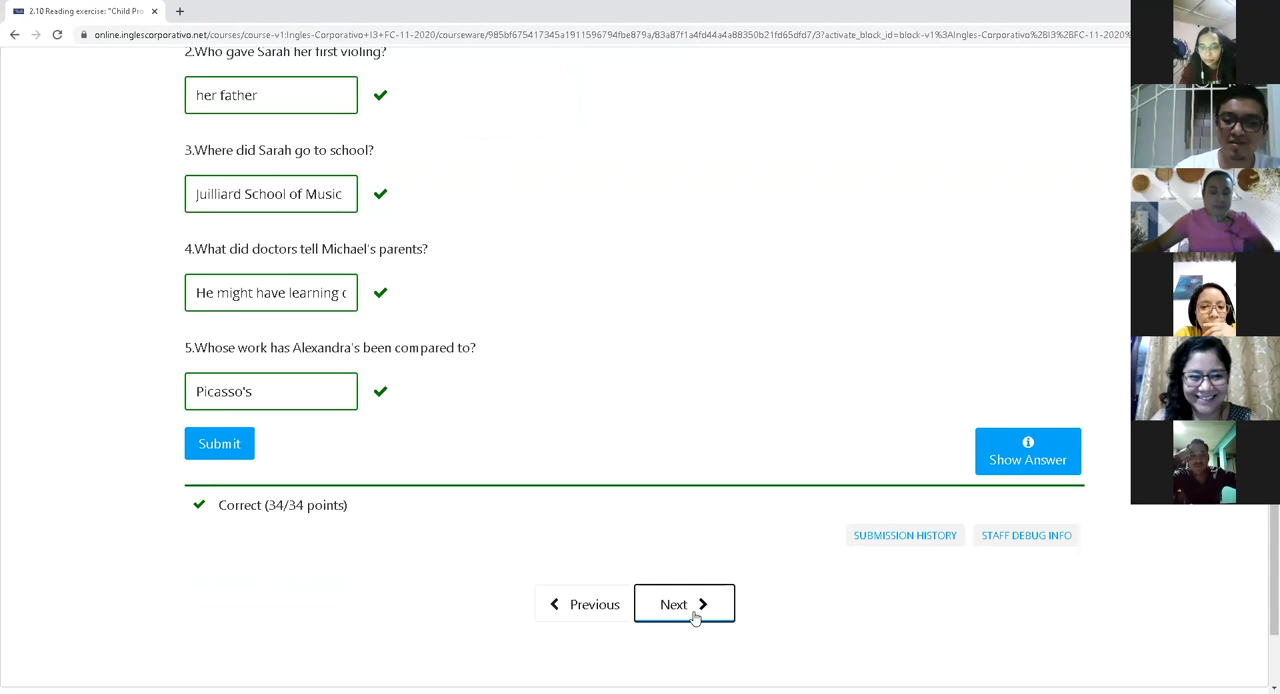 2.10 Reading exercise: "Child Pro
online.inglescorporativo.net/courses/course-v1:Ingles-Corporativo+I3+FC-11-2020/courseware/985bf675417345a1911596794fbe879a/83a87f1a4fd44a4a88350b21fd65dfd7/3?activate_block_id=block-v1%3AIngles-Corporativo%2BI3%2BFC-11-2020%
2.Who gave Sarah her first violing?
her father
3.Where did Sarah go to school?
Juilliard School of Music
4.What did doctors tell Michael's parents?
He might have learning
5.Whose work has Alexandra's been compared to?
Picasso's
Submit
Show Answer
Correct (34/34 points)
SUBMISSION HISTORY STAFF DEBUG INFO
Previous Next